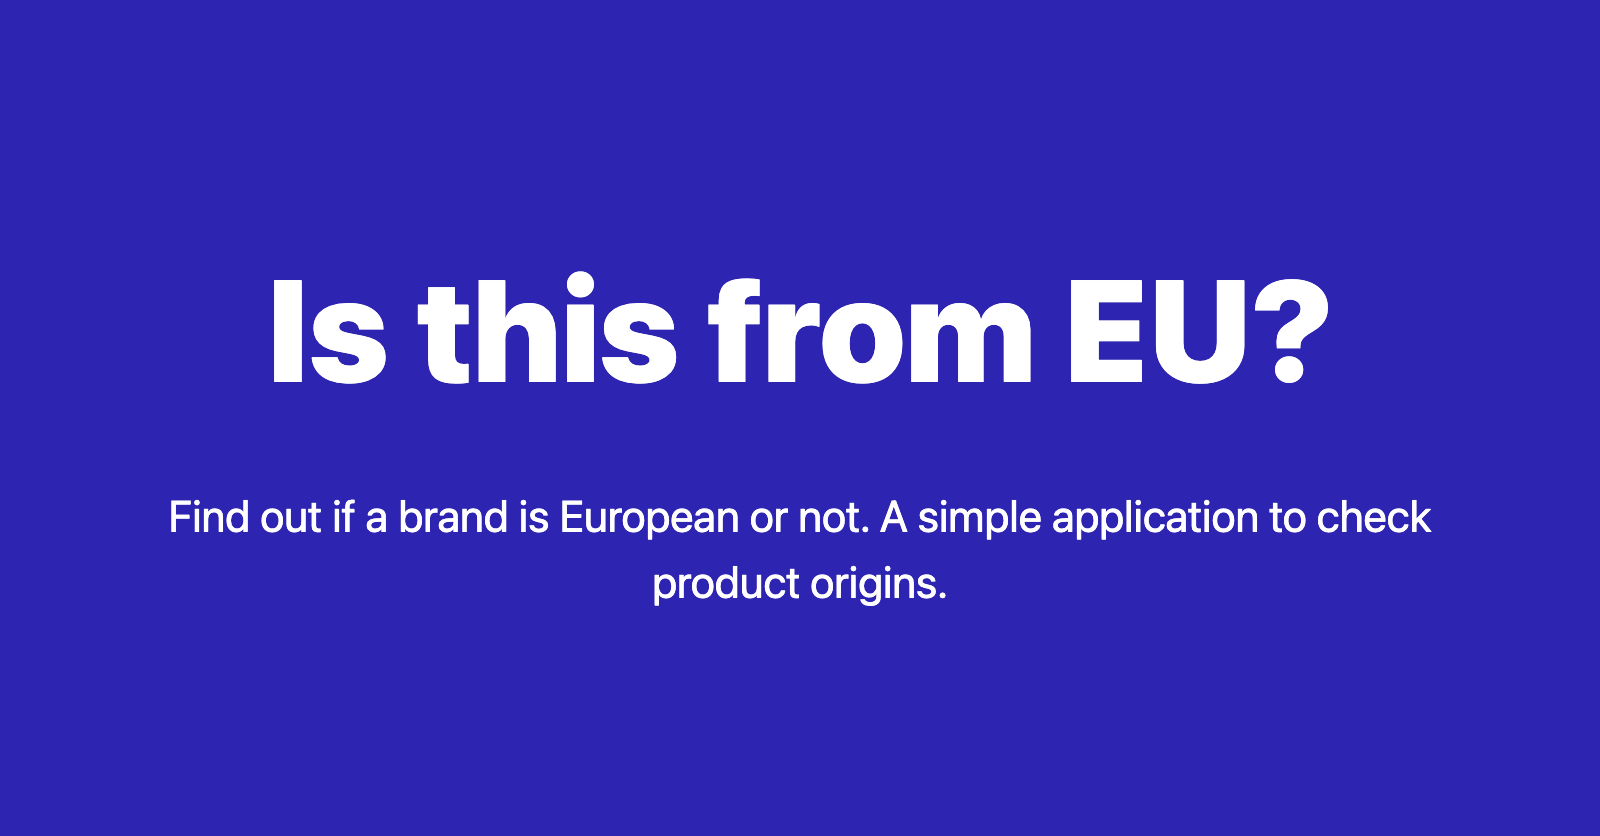 Is this from EU?
Find out if a brand is European or not. A simple application to check
product origins.